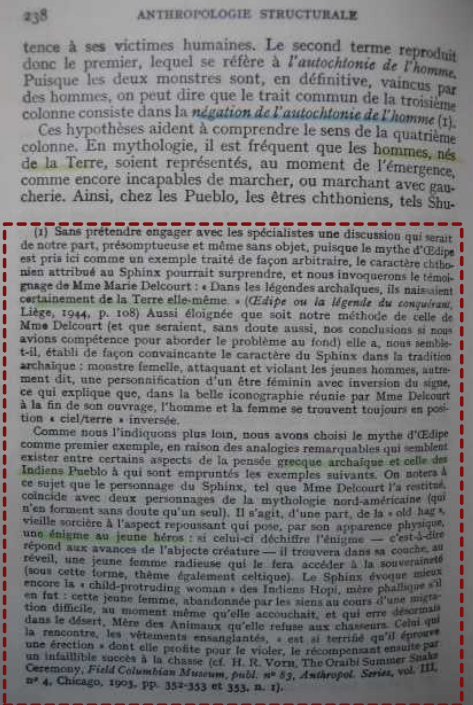 238 ANTHROPOLOGIE STRUCTURALE
tence à ses victimes humaines. Le second terme reproduit
donc le premier, lequel se réfère à l'autochtonie de l'homme.
Puisque les deux monstres sont, en définitive, vaincus par
des hommes, on peut dire que le trait commun de la troisième
colonne consiste dans la négation de l'autochtonie de l'homme (1).
Ces hypothèses aident à comprendre le sens de la quatrième
colonne. En mythologie, il est fréquent que les hommes, nés
de la Terre, soient représentés, au moment de l'émergence,
comme encore incapables de marcher, ou marchant avec gau-
cherie. Ainsi, chez les Pueblo, les êtres chthoniens, tels Shu-
(1) Sans prétendre engager avec les spécialistes une discussion qui serait
de notre part, présomptueuse et même sans objet, puisque le mythe d'Œdipe
est pris ici comme un exemple traité de façon arbitraire, le caractère chtho-
nien attribué au Sphinx pourrait surprendre, et nous invoquerons le témoi-
gnage de Mme Marie Delcourt : « Dans les légendes archaïques, ils naissaient
certainement de la Terre elle-même. » (Œdipe ou la légende du conquérant,
Liège, 1944, p. 108) Aussi éloignée que soit notre méthode de celle de
Mme Delcourt (et que seraient, sans doute aussi, nos conclusions si nous
avions compétence pour aborder le problème au fond) elle a, nous semble-
t-il, établi de façon convaincante le caractère du Sphinx dans la tradition
archaïque : monstre femelle, attaquant et violant les jeunes hommes, autre-
ment dit, une personnification d'un être féminin avec inversion du signe,
ce qui explique que, dans la belle iconographie réunie par Mme Delcourt
à la fin de son ouvrage, l'homme et la femme se trouvent toujours en posi-
tion « ciel/terre » inversée.
Comme nous l'indiquons plus loin, nous avons choisi le mythe d'Œdipe
comme premier exemple, en raison des analogies remarquables qui semblent
exister entre certains aspects de la pensée grecque archaïque et celle des
Indiens Pueblo à qui sont empruntés les exemples suivants. On notera à
ce sujet que le personnage du Sphinx, tel que Mme Delcourt l'a restitué,
coïncide avec deux personnages de la mythologie nord-américaine (qui
n'en forment sans doute qu'un seul). Il s'agit, d'une part, de la « old hag »,
vieille sorcière à l'aspect repoussant qui pose, par son apparence physique,
une énigme au jeune héros : si celui-ci déchiffre l'énigme — c'est-à-dire
répond aux avances de l'abjecte créature — il trouvera dans sa couche, au
réveil, une jeune femme radieuse qui le fera accéder à la souveraineté
(sous cette forme, thème également celtique). Le Sphinx évoque mieux
encore la « child-protruding woman » des Indiens Hopi, mère phallique s'il
en fut : cette jeune femme, abandonnée par les siens au cours d'une migra-
tion difficile, au moment même qu'elle accouchait, et qui erre désormais
dans le désert, Mère des Animaux qu'elle refuse aux chasseurs. Celui qui
la rencontre, les vêtements ensanglantés, « est si terrifié qu'il éprouve
une érection » dont elle profite pour le violer, le récompensant ensuite par
un infaillible succès à la chasse (cf. H. R. Voth, The Oraibi Summer Snake
Ceremony, Field Columbian Museum, publ. nº 83, Anthropol. Series, vol. III,
nº 4, Chicago, 1903, pp. 352-353 et 353, n. 1).